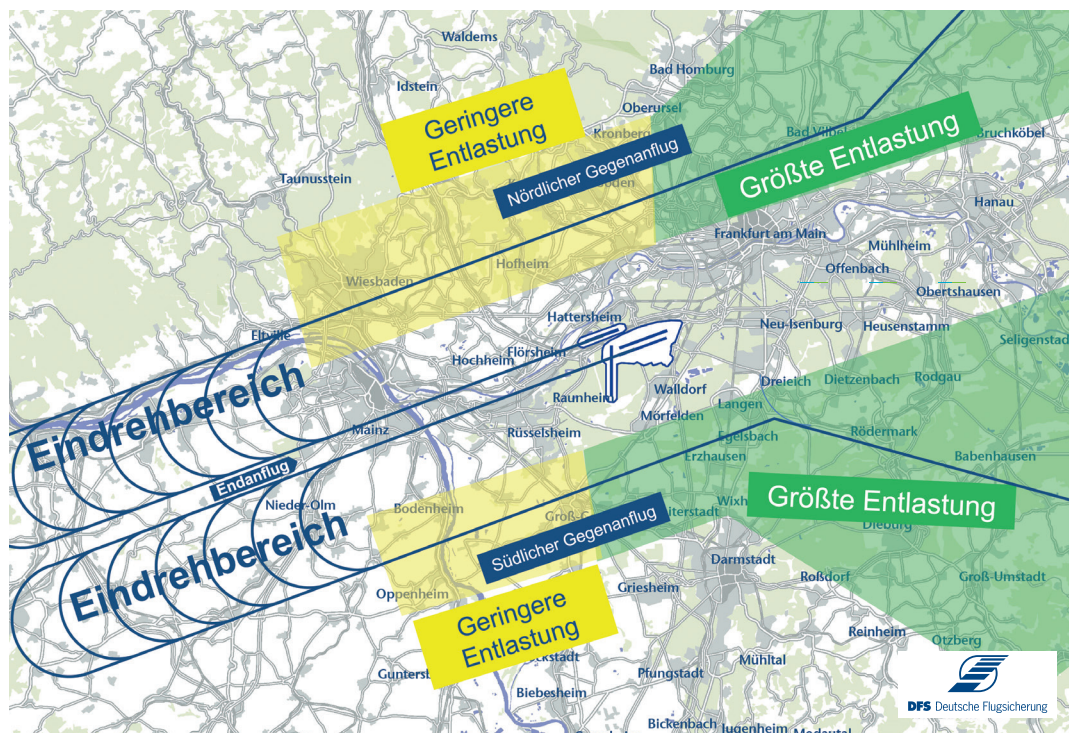 Waldems
Idstein
Bad Homburg
Oberursel
Geringere
Entlastung
Kronberg
Nördlicher Gegenanflug
Größte Entlastung
Bruchköbel
Taunusstein
Hanau
Frankfurt am Main
Mühlheim
Offenbach
Obertshausen
Wiesbaden
Hofheim
Hattersheim
Neu-Isenburg
Heusenstamm
Seligenstadt
Eltville
Hochheim
Flörsheim
Eindrehbereich
Raunheim
Walldorf
Mörfelden
Dreieich
Dietzenbach
Rodgau
Langen
Mainz
Rüsselsheim
Egelsbach
Rödermark
Erzhausen
Babenhausen
Endanflug
Nieder-Olm
Bodenheim
Größte Entlastung
Südlicher Gegenanflug
Dieburg
Eindrehbereich
Darmstadt
Oppenheim
Griesheim
Roßdorf
Groß-Umstadt
Geringere
Entlastung
Reinheim
Otzberg
Mühltal
Pfungstadt
Biebesheim
Bickenbach
DFS Deutsche Flugsicherung